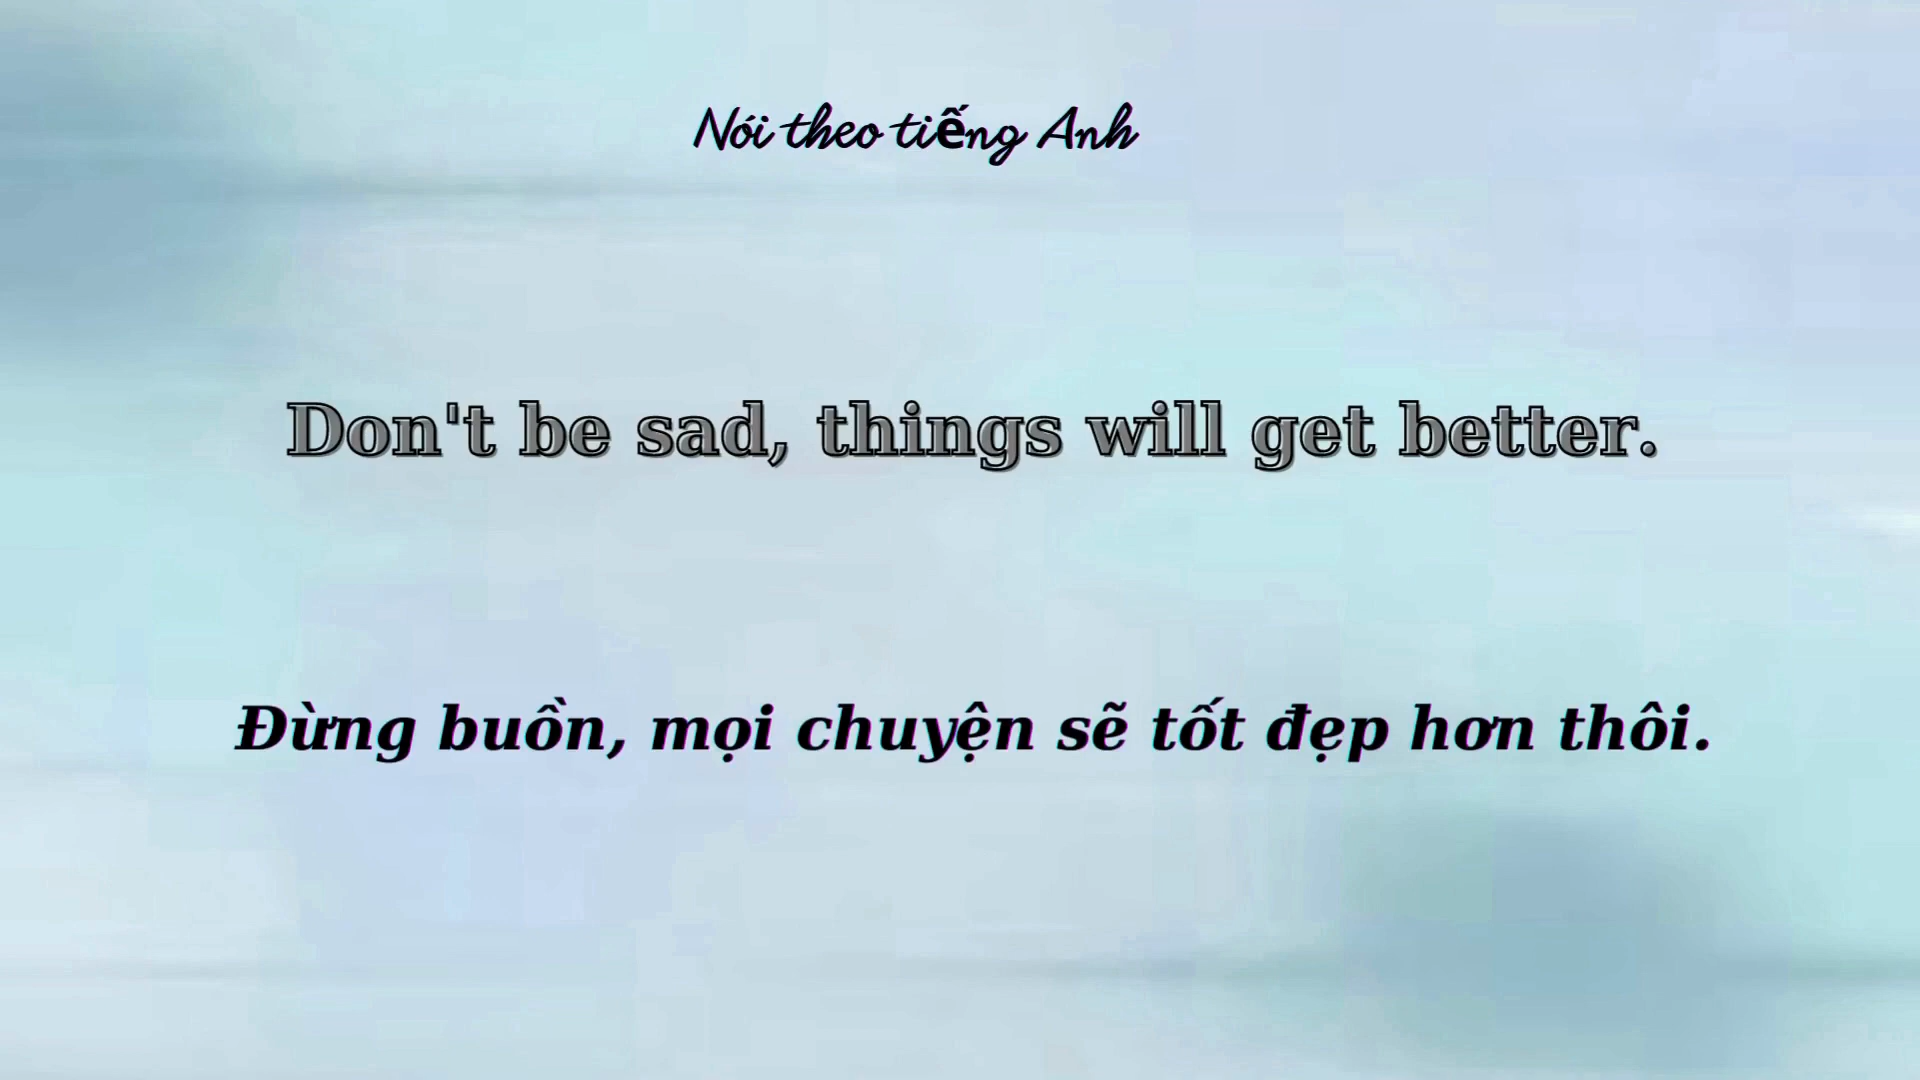 Nói theo tiếng Anh
Don't be sad, things will get better.
Đừng buồn, mọi chuyện sẽ tốt đẹp hơn thôi.